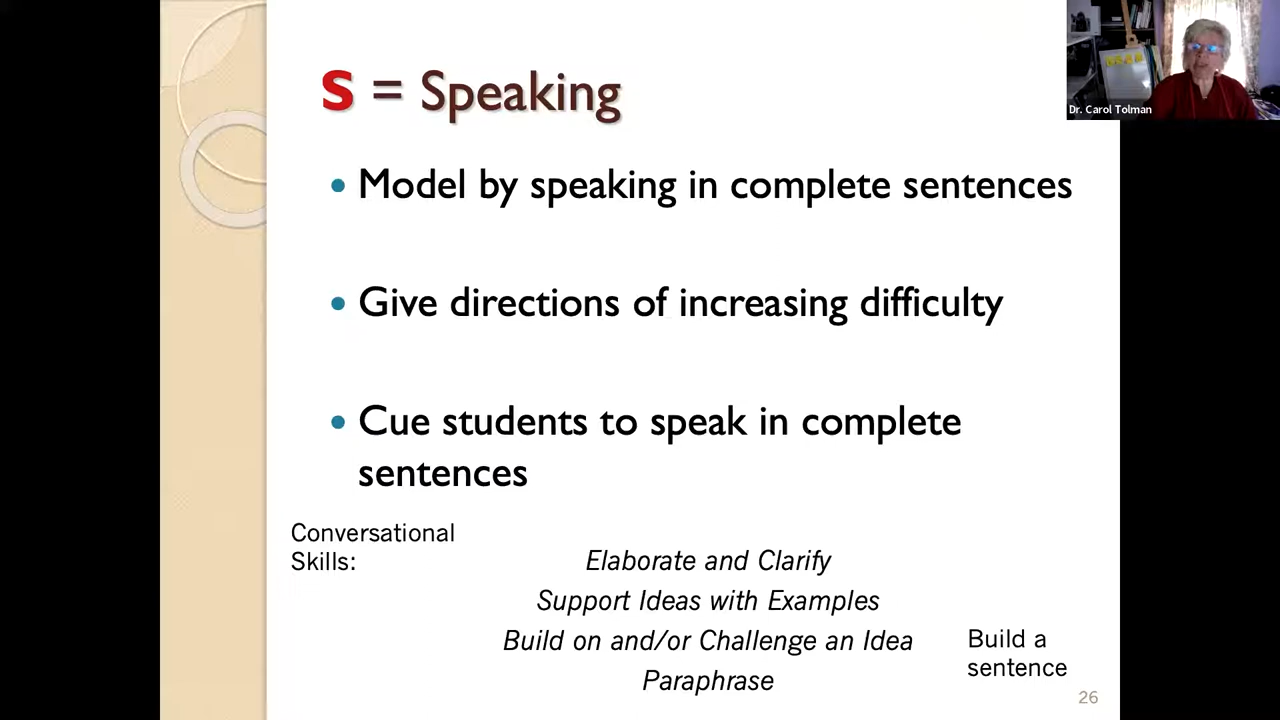 S = Speaking
Dr. Carol Tolman
• Model by speaking in complete sentences
• Give directions of increasing difficulty
• Cue students to speak in complete
sentences
Conversational
Skills:
Elaborate and Clarify
Support Ideas with Examples
Build on and/or Challenge an Idea
Paraphrase
Build a
sentence
26